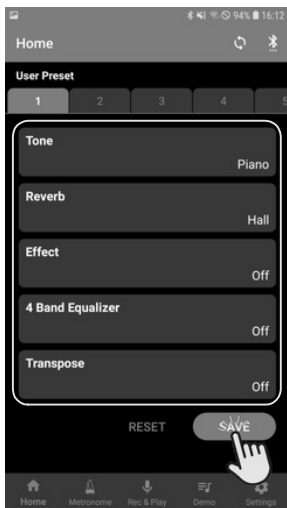 94% 16:12
Home
User Preset
1 2 3 4 5
Tone
Piano
Reverb
Hall
Effect
Off
4 Band Equalizer
Off
Transpose
Off
RESET SAVE
Home Metronome Rec & Play Demo Settings